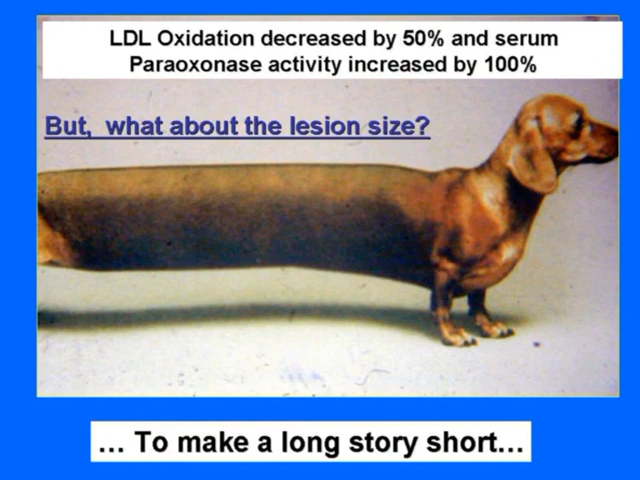 LDL Oxidation decreased by 50% and serum
Paraoxonase activity increased by 100%
But, what about the lesion size?
... To make a long story short...